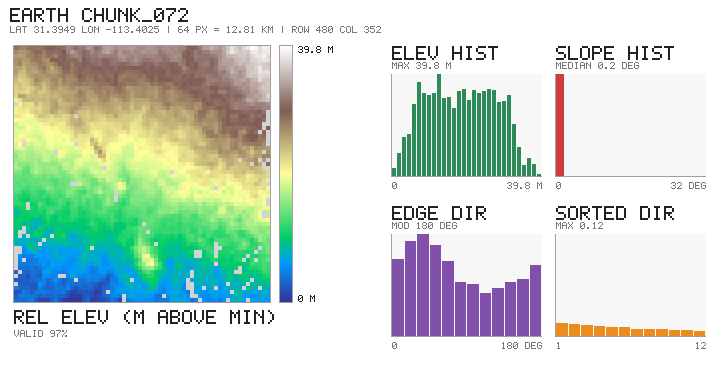 EARTH CHUNK_072
LAT 31.3949 LON -113.4025 | 64 PX = 12.81 KM | ROW 480 COL 352
39.8 M
0 M
REL ELEV (M ABOVE MIN)
VALID 97%
ELEV HIST
MAX 39.8 M
0 39.8 M
SLOPE HIST
MEDIAN 0.2 DEG
0 32 DEG
EDGE DIR
MOD 180 DEG
0 180 DEG
SORTED DIR
MAX 0.12
1 12